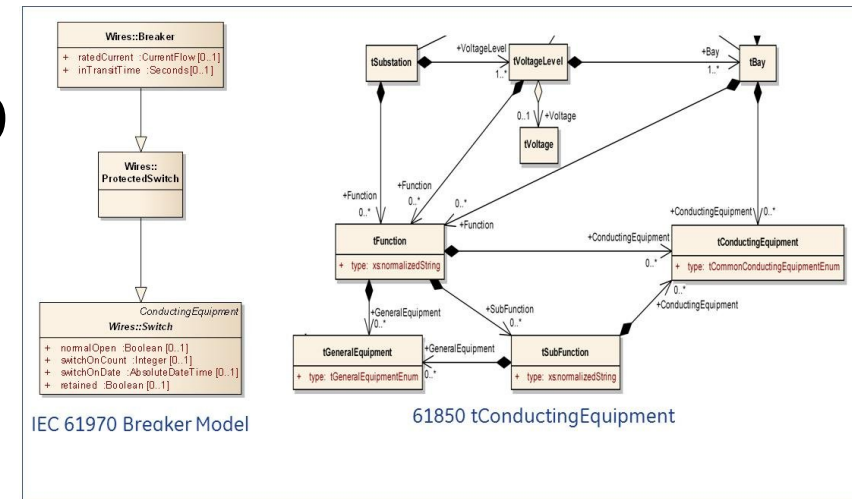 Wires::Breaker
+ ratedCurrent :CurrentFlow [0..1]
+ inTransitTime :Seconds[0..1]
Wires::
ProtectedSwitch
ConductingEquipment
Wires::Switch
+ normalOpen :Boolean [0..1]
+ switchOnCount :Integer [0..1]
+ switchOnDate :AbsoluteDateTime [0..1]
+ retained :Boolean [0..1]
IEC 61970 Breaker Model
tSubstation
+VoltageLevel
1..*
tVoltageLevel
+Bay
1..*
tBay
0..1
+Voltage
tVoltage
+Function
0..*
+Function
0..*
0..*
+Function
+ConductingEquipment
0..*
tFunction
+ type: xs:normalizedString
+ConductingEquipment
0..*
tConductingEquipment
+ type: tCommonConductingEquipmentEnum
+GeneralEquipment
0..*
+SubFunction
0..*
0..*
+ConductingEquipment
tGeneralEquipment
+ type: tGeneralEquipmentEnum
+GeneralEquipment
0..*
tSubFunction
+ type: xs:normalizedString
61850 tConductingEquipment